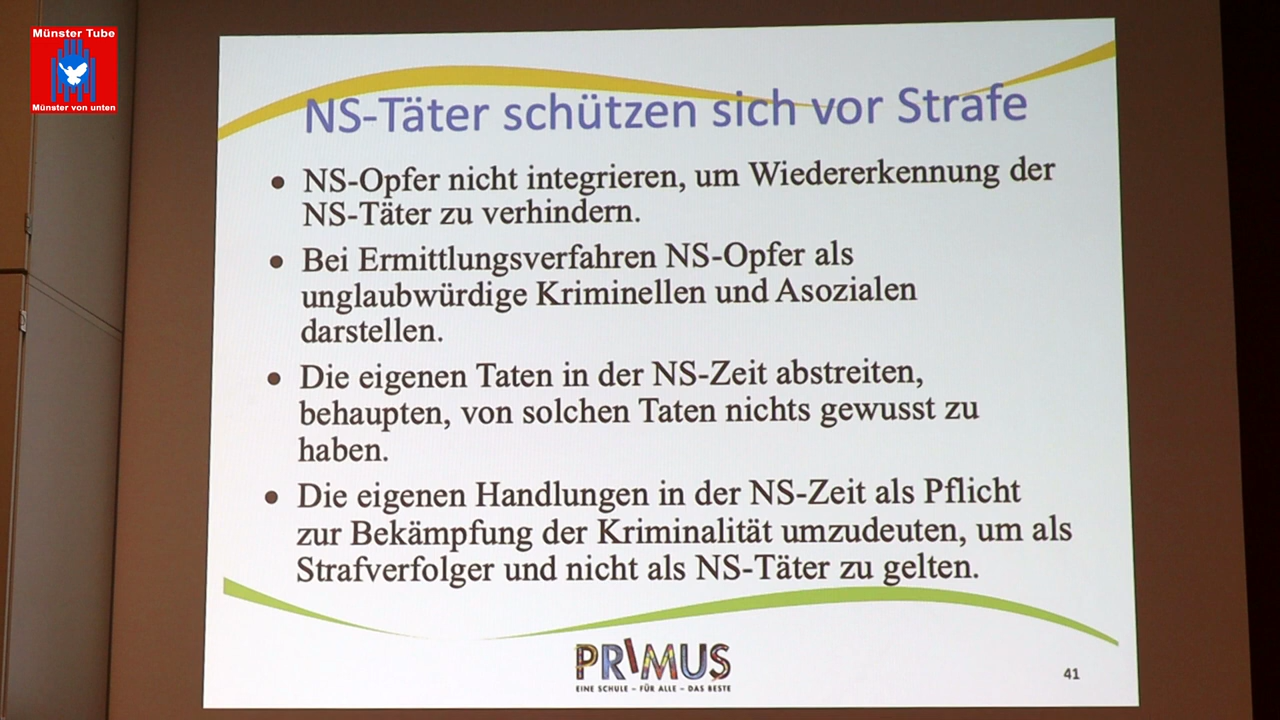 Münster Tube
Münster von unten
NS-Täter schützen sich vor Strafe
• NS-Opfer nicht integrieren, um Wiedererkennung der
NS-Täter zu verhindern.
• Bei Ermittlungsverfahren NS-Opfer als
unglaubwürdige Kriminellen und Asozialen
darstellen.
• Die eigenen Taten in der NS-Zeit abstreiten,
behaupten, von solchen Taten nichts gewusst zu
haben.
• Die eigenen Handlungen in der NS-Zeit als Pflicht
zur Bekämpfung der Kriminalität umzudeuten, um als
Strafverfolger und nicht als NS-Täter zu gelten.
PRIMUS
EINE SCHULE – FÜR ALLE – DAS BESTE
41